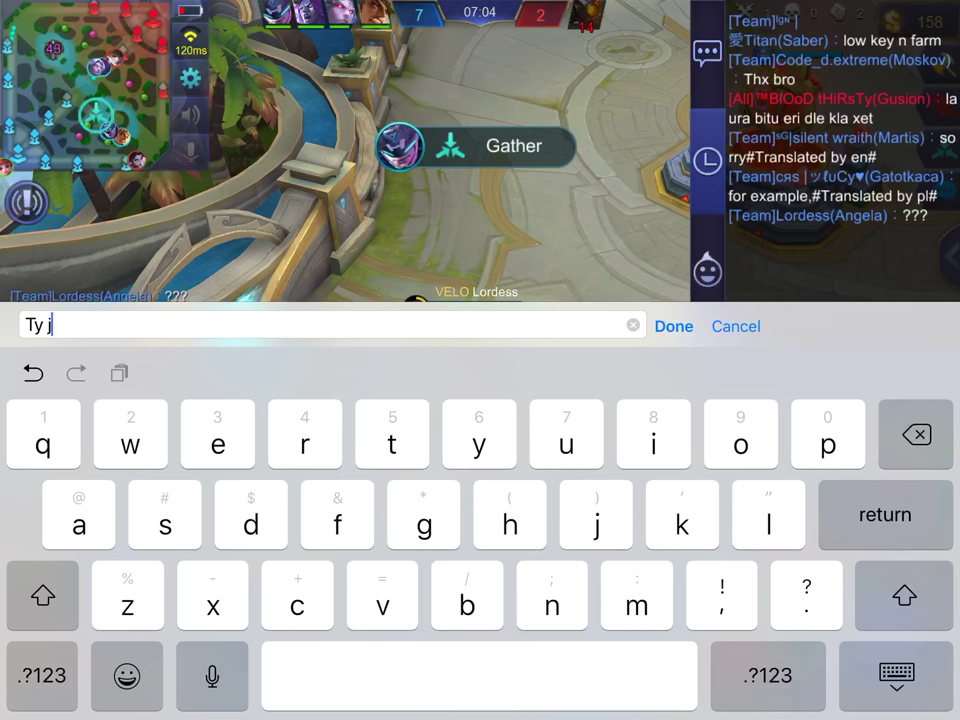 48
120ms
7
07:04
2
14
158
Gather
[Team]ᴵᵍᴺ |
愛Titan(Saber) : low key n farm
[Team]Code_d.extreme(Moskov)
: Thx bro
[All]™BlOoD tHiRsTy(Gusion) : la
ura bitu eri dle kla xet
[Team]ˢᴳ|silent wraith(Martis) : so
rry#Translated by en#
[Team]cʀs |ッℓuCy♥(Gatotkaca) :
for example,#Translated by pl#
[Team]Lordess(Angela) : ???
VELO Lordess
[Team]Lordess(Angela) : ???
Ty j
Done Cancel
1 2 3 4 5 6 7 8 9 0
q w e r t y u i o p
@ # $ & * ( ) ' "
a s d f g h j k l return
% - + = / ; : ! ?
z x c v b n m , .
.?123 .?123